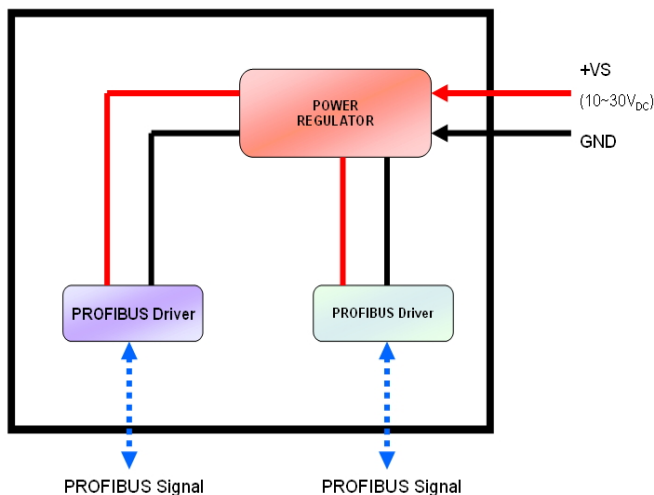 +VS
POWER
REGULATOR
(10~30VDC)
GND
PROFIBUS Driver
PROFIBUS Driver
PROFIBUS Signal
PROFIBUS Signal